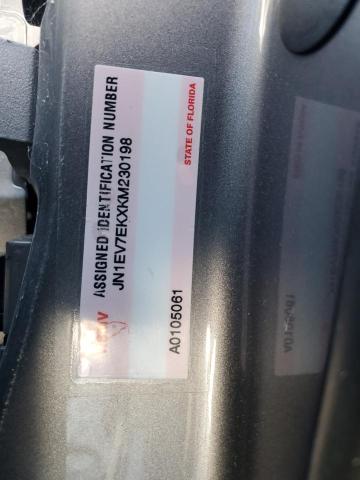 ASSIGNED IDENTIFICATION NUMBER
JN1EV7EKXKM230198
A0105061
STATE OF FLORIDA